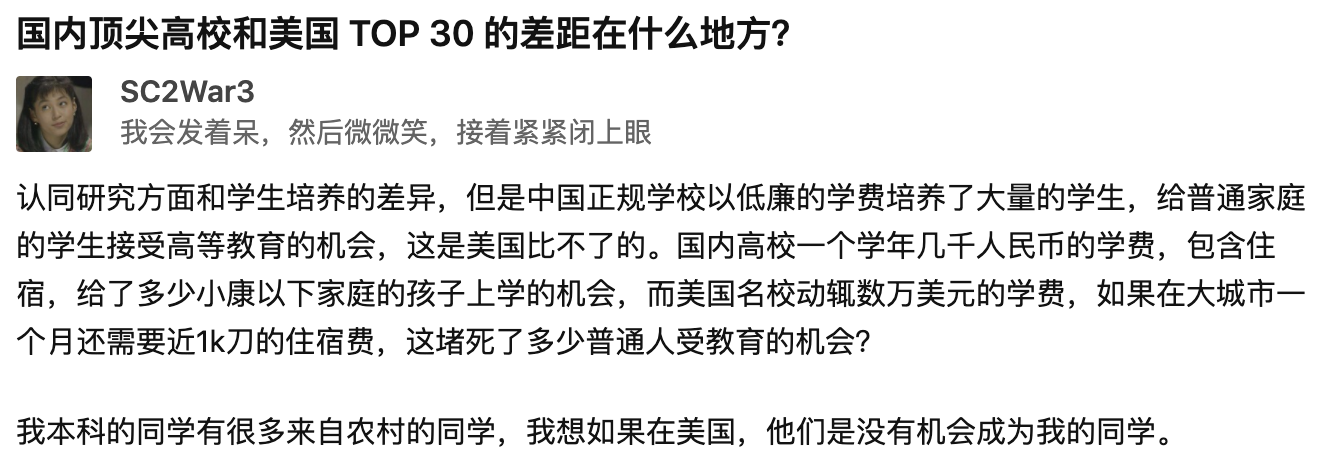 国内顶尖高校和美国 TOP 30 的差距在什么地方?
SC2War3
我会发着呆，然后微微笑，接着紧紧闭上眼
认同研究方面和学生培养的差异，但是中国正规学校以低廉的学费培养了大量的学生，给普通家庭
的学生接受高等教育的机会，这是美国比不了的。国内高校一个学年几千人民币的学费，包含住
宿，给了多少小康以下家庭的孩子上学的机会，而美国名校动辄数万美元的学费，如果在大城市一
个月还需要近1k刀的住宿费，这堵死了多少普通人受教育的机会?
我本科的同学有很多来自农村的同学，我想如果在美国，他们是没有机会成为我的同学。